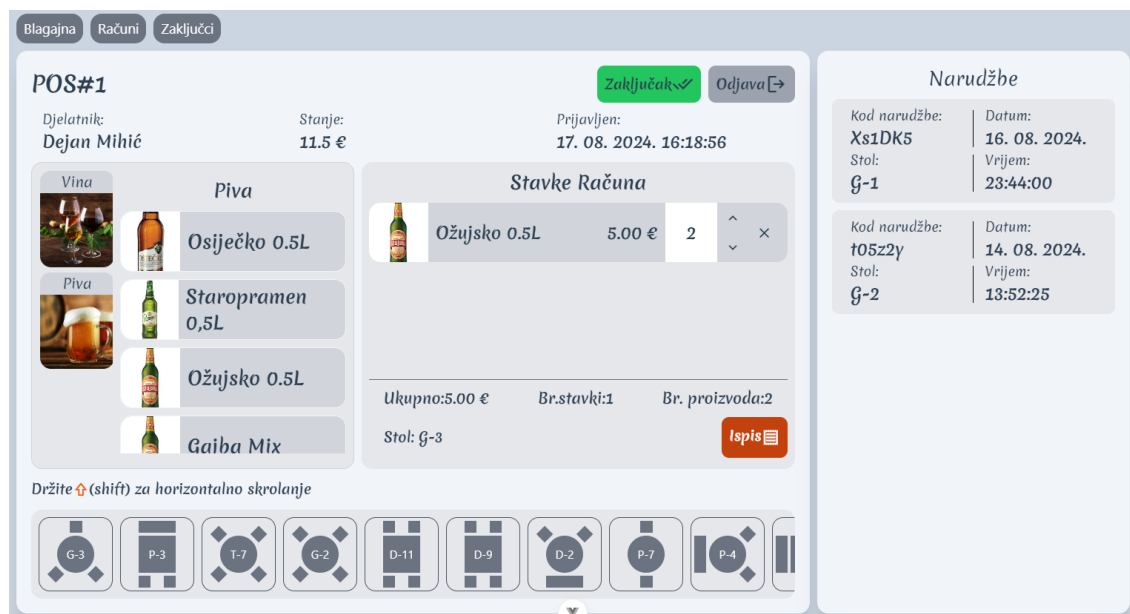 Blagajna Računi Zaključci
POS#1
Zaključak
Odjava
Djelatnik:
Dejan Mihić
Stanje:
11.5 €
Prijavljen:
17. 08. 2024. 16:18:56
Vina
Piva
Piva
Osiječko 0.5L
Staropramen
0,5L
Ožujsko 0.5L
Gajba Mix
Stavke Računa
Ožujsko 0.5L 5.00 € 2
Ukupno:5.00 € Br.stavki:1 Br. proizvoda:2
Stol: G-3
Ispis
Držite (shift) za horizontalno skrolanje
G-3 P-3 T-7 G-2 D-11 D-9 D-2 P-7 P-4
Narudžbe
Kod narudžbe: Datum:
Xs1DK5 16. 08. 2024.
Stol: Vrijem:
G-1 23:44:00
Kod narudžbe: Datum:
t05z2y 14. 08. 2024.
Stol: Vrijem:
G-2 13:52:25